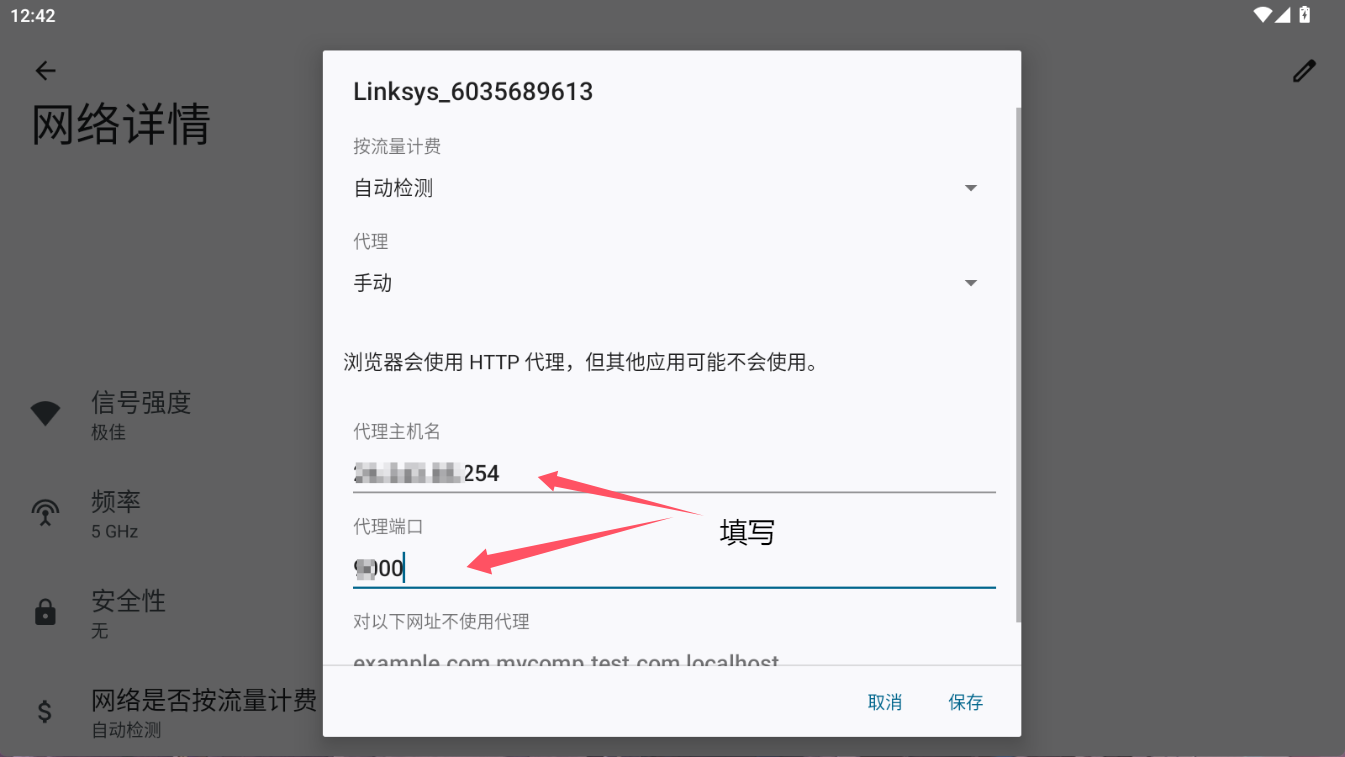 12:42
网络详情
Linksys_6035689613
按流量计费
自动检测
代理
手动
浏览器会使用 HTTP 代理，但其他应用可能不会使用。
代理主机名
254
填写
代理端口
000
对以下网址不使用代理
example.com,mycomp.test.com,localhost
取消
保存
信号强度
极佳
频率
5 GHz
安全性
无
网络是否按流量计费
自动检测